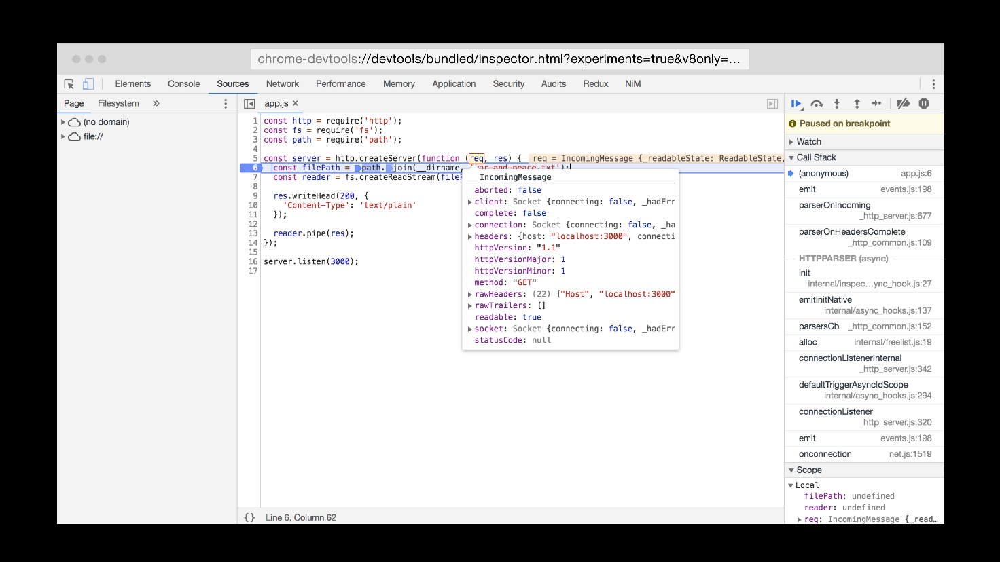 chrome-devtools://devtools/bundled/inspector.html?experiments=true&v8only=...
Elements Console Sources Network Performance Memory Application Security Audits Redux NiM
Page Filesystem »
(no domain)
file://
app.js ×
1 const http = require('http');
2 const fs = require('fs');
3 const path = require('path');
4
5 const server = http.createServer(function (req, res) { req = IncomingMessage {_readableState: ReadableState,
6 const filePath = path.join(__dirname, ar-and-peace.txt');
7 const reader = fs.createReadStream(file
8
9 res.writeHead(200, {
10 'Content-Type': 'text/plain'
11 });
12
13 reader.pipe(res);
14 });
15
16 server.listen(3000);
17
IncomingMessage
aborted: false
client: Socket {connecting: false, _hadErr
complete: false
connection: Socket {connecting: false, _ha
headers: {host: "localhost:3000", connecti
httpVersion: "1.1"
httpVersionMajor: 1
httpVersionMinor: 1
method: "GET"
rawHeaders: (22) ["Host", "localhost:3000"
rawTrailers: []
readable: true
socket: Socket {connecting: false, _hadErr
statusCode: null
{} Line 6, Column 62
Paused on breakpoint
Watch
Call Stack
(anonymous) app.js:6
emit events.js:198
parserOnIncoming
_http_server.js:677
parserOnHeadersComplete
_http_common.js:109
HTTPPARSER (async)
init
internal/inspec...ync_hook.js:27
emitInitNative
internal/async_hooks.js:137
parsersCb _http_common.js:152
alloc internal/freelist.js:19
connectionListenerInternal
_http_server.js:342
defaultTriggerAsyncIdScope
internal/async_hooks.js:294
connectionListener
_http_server.js:320
emit events.js:198
onconnection net.js:1519
Scope
Local
filePath: undefined
reader: undefined
req: IncomingMessage {_read...